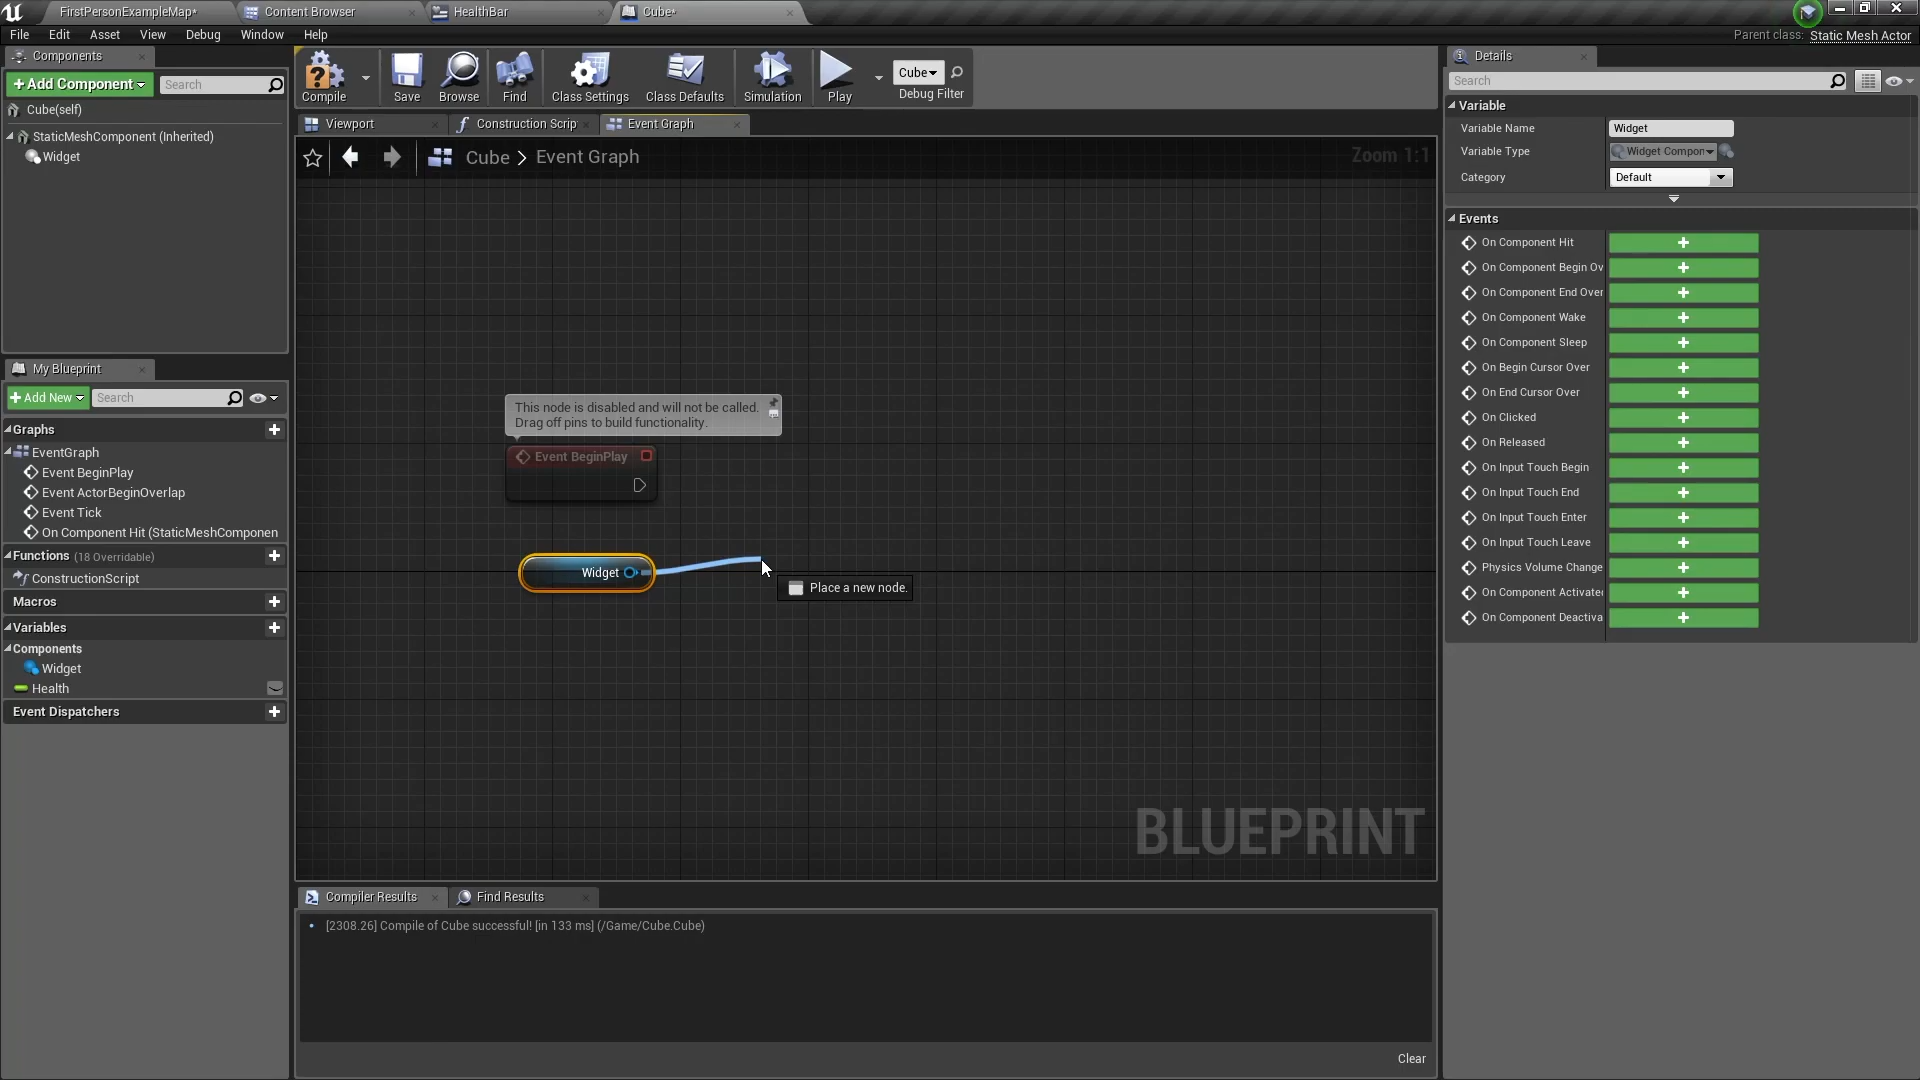 FirstPersonExampleMap*
Content Browser
HealthBar
Cube*
File Edit Asset View Debug Window Help
Parent class: Static Mesh Actor
Components
+ Add Component
Search
Cube(self)
StaticMeshComponent (Inherited)
Widget
Compile
Save
Browse
Find
Class Settings
Class Defaults
Simulation
Play
Cube
Debug Filter
Viewport
Construction Scrip
Event Graph
Cube > Event Graph
Zoom 1:1
This node is disabled and will not be called.
Drag off pins to build functionality.
Event BeginPlay
Widget
Place a new node.
BLUEPRINT
My Blueprint
+ Add New
Search
Graphs
EventGraph
Event BeginPlay
Event ActorBeginOverlap
Event Tick
On Component Hit (StaticMeshComponen
Functions (18 Overridable)
ConstructionScript
Macros
Variables
Components
Widget
Health
Event Dispatchers
Compiler Results
Find Results
[2308.26] Compile of Cube successful! [in 133 ms] (/Game/Cube.Cube)
Clear
Details
Search
Variable
Variable Name Widget
Variable Type Widget Compon
Category Default
Events
On Component Hit
On Component Begin Ov
On Component End Over
On Component Wake
On Component Sleep
On Begin Cursor Over
On End Cursor Over
On Clicked
On Released
On Input Touch Begin
On Input Touch End
On Input Touch Enter
On Input Touch Leave
Physics Volume Change
On Component Activate
On Component Deactiva